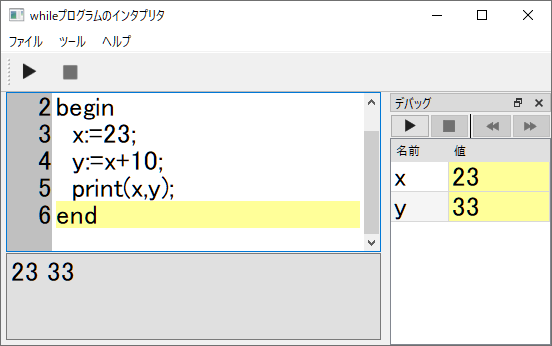 whileプログラムのインタプリタ
ファイル ツール ヘルプ
2 begin
3 x:=23;
4 y:=x+10;
5 print(x,y);
6 end
23 33
デバッグ
名前 値
x 23
y 33